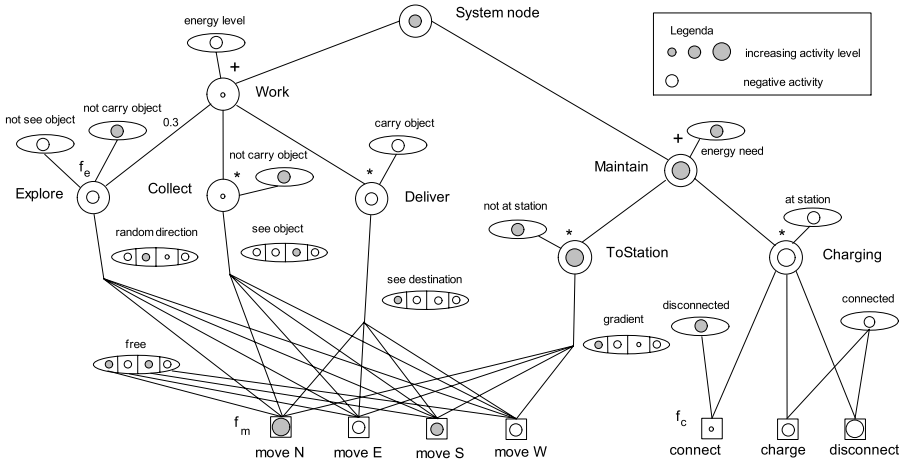 System node
energy level
Legenda
increasing activity level
negative activity
+
Work
not see object
not carry object
0.3
carry object
+
energy need
not carry object
Maintain
f e
Explore
Collect
*
*
Deliver
not at station
at station
random direction
see object
*
ToStation
*
Charging
see destination
disconnected
connected
gradient
free
f m
f c
move N
move E
move S
move W
connect
charge
disconnect